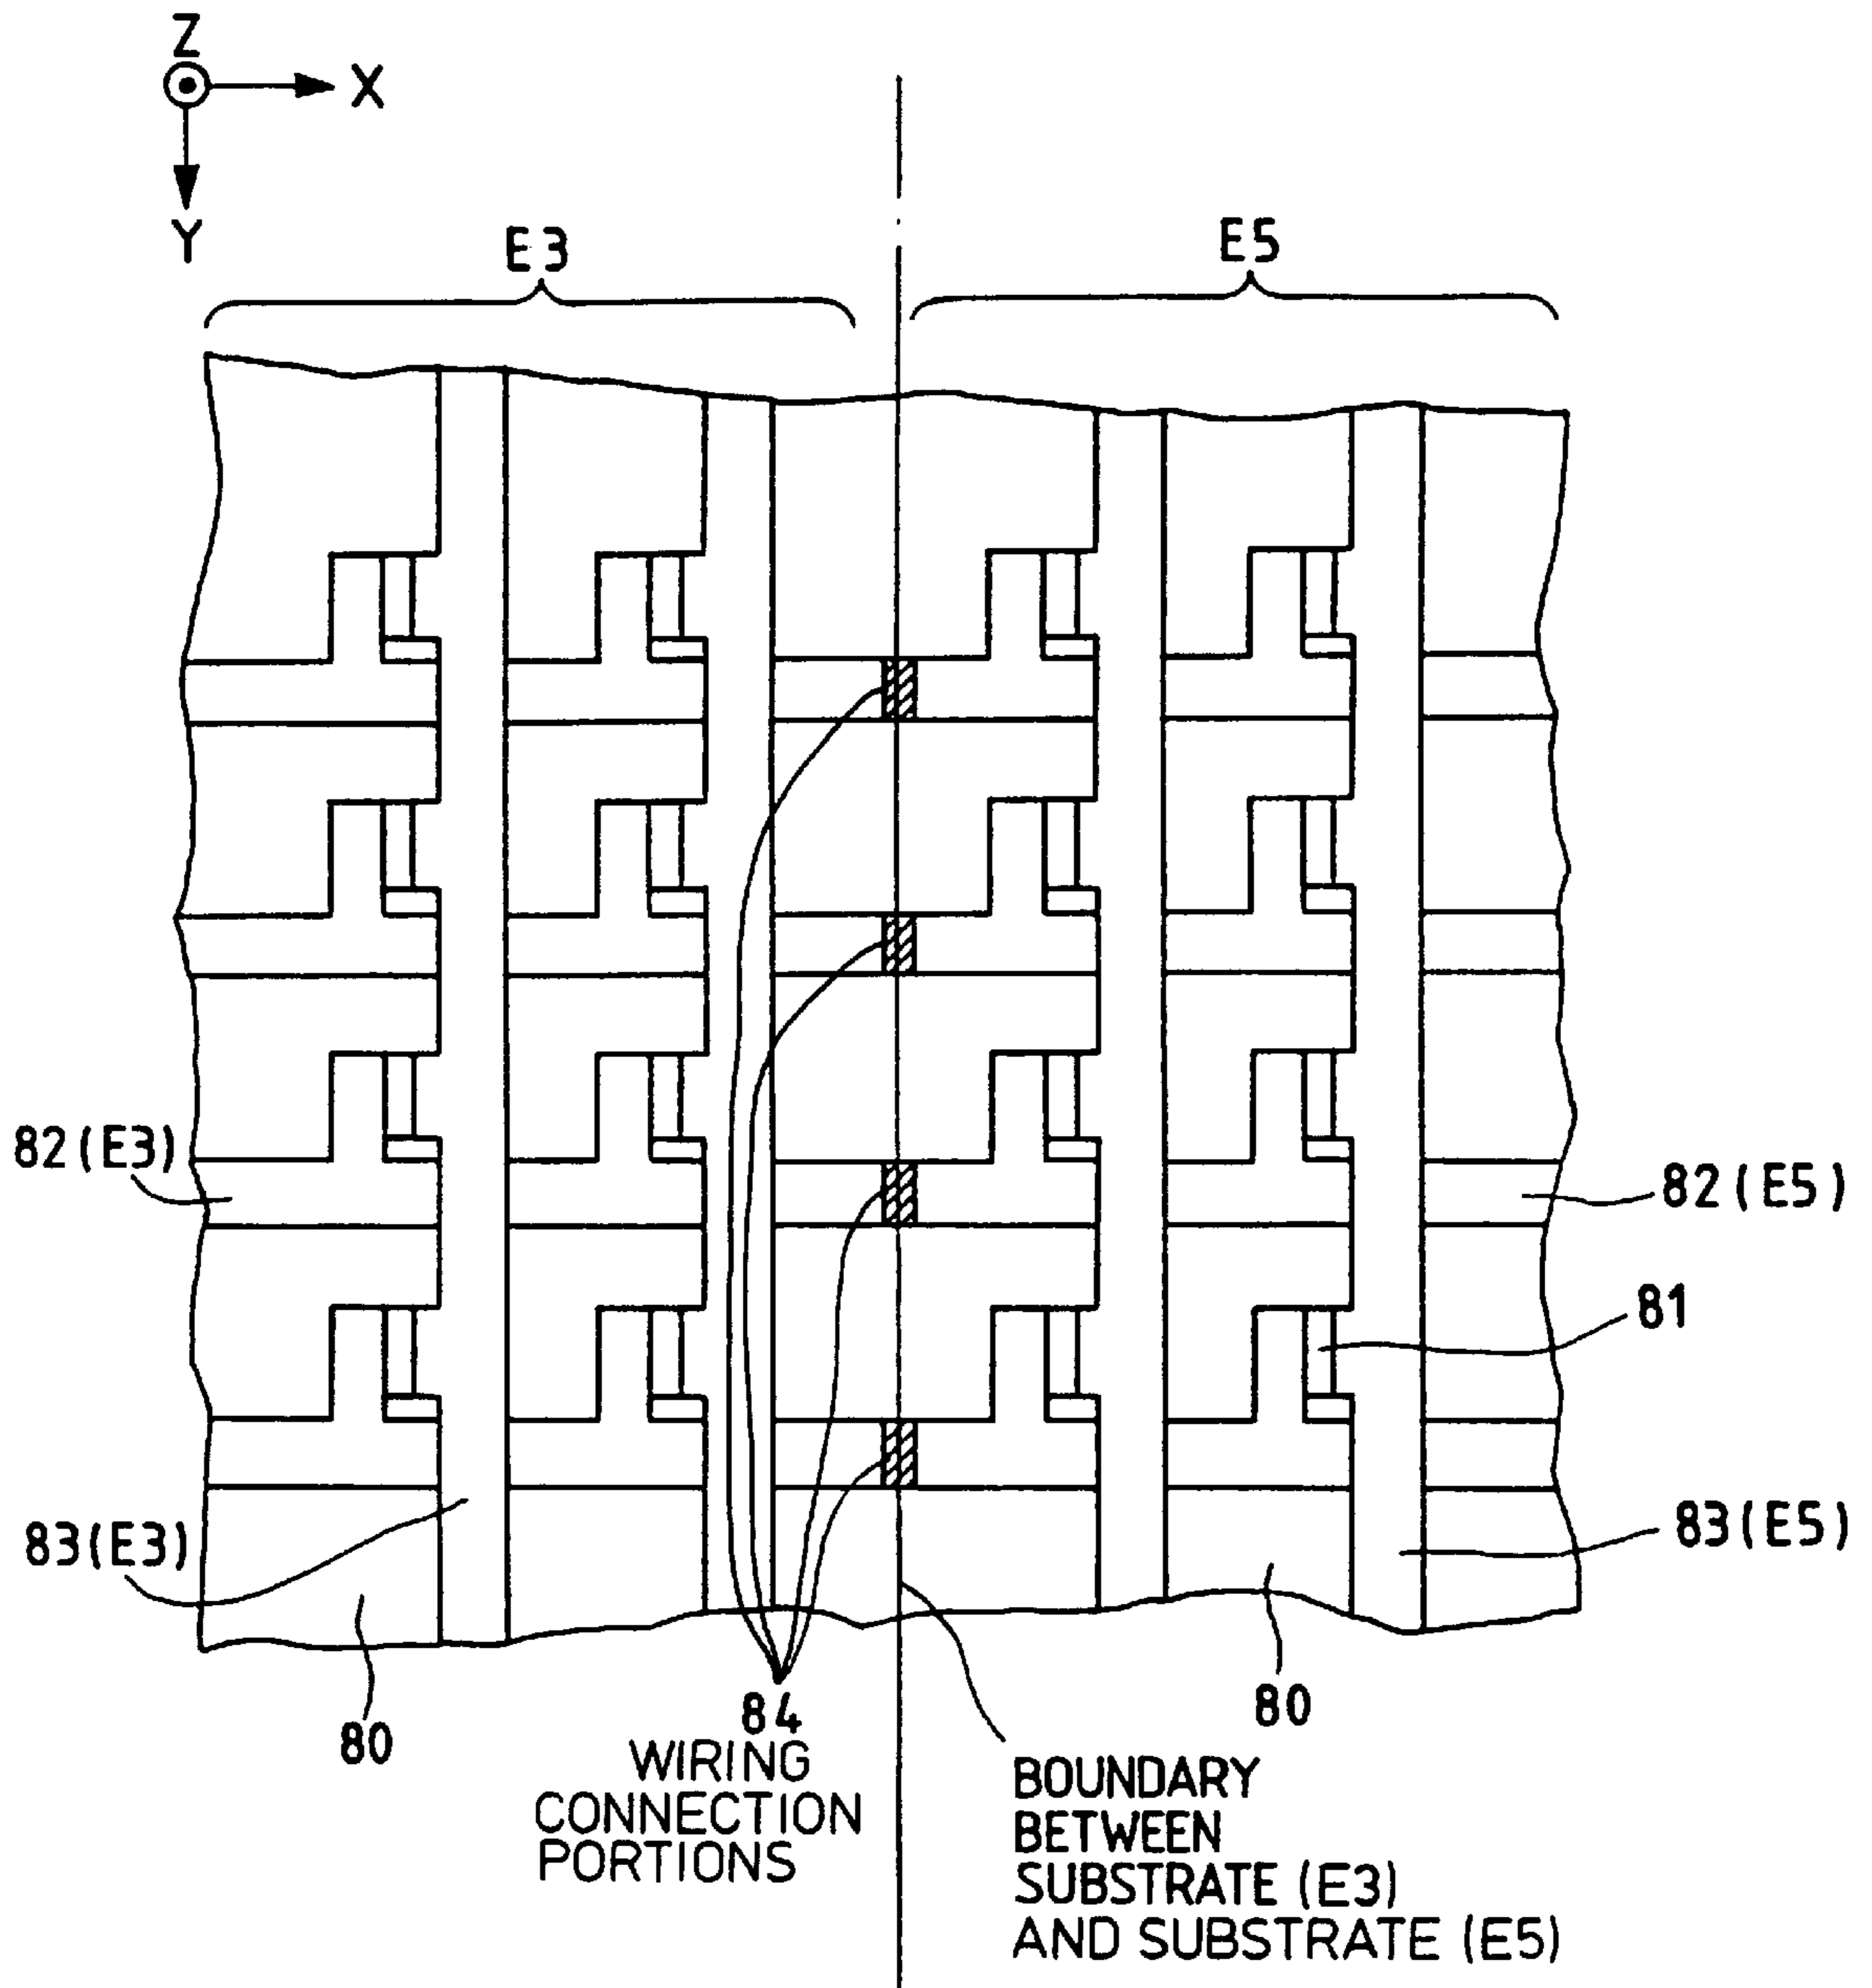 Z
X
Y
E3
E5
82(E3)
82(E5)
81
83(E3)
83(E5)
80
84
80
WIRING
CONNECTION
PORTIONS
BOUNDARY
BETWEEN
SUBSTRATE (E3)
AND SUBSTRATE (E5)